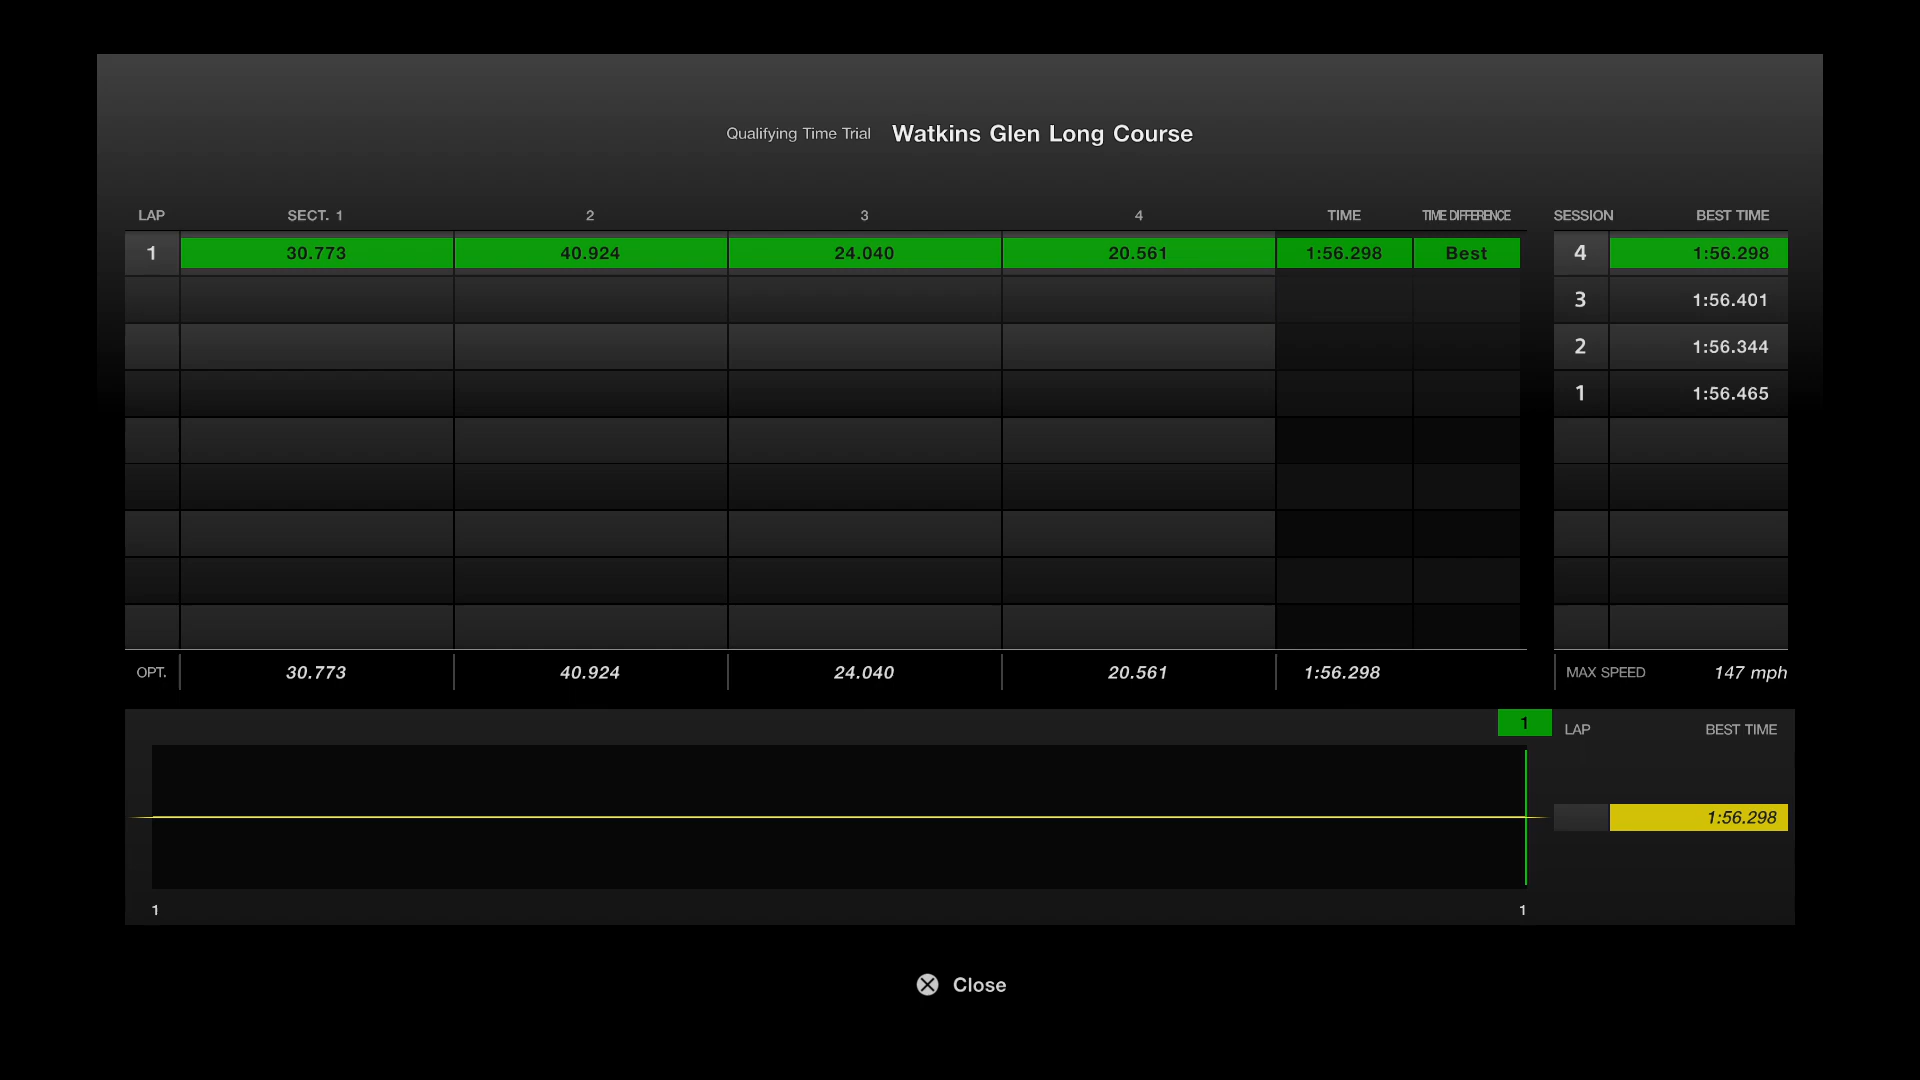 Qualifying Time Trial Watkins Glen Long Course
LAP SECT. 1 2 3 4 TIME TIME DIFFERENCE SESSION BEST TIME
1 30.773 40.924 24.040 20.561 1:56.298 Best 4 1:56.298
3 1:56.401
2 1:56.344
1 1:56.465
OPT. 30.773 40.924 24.040 20.561 1:56.298 MAX SPEED 147 mph
1 LAP BEST TIME
1:56.298
1 1
Close